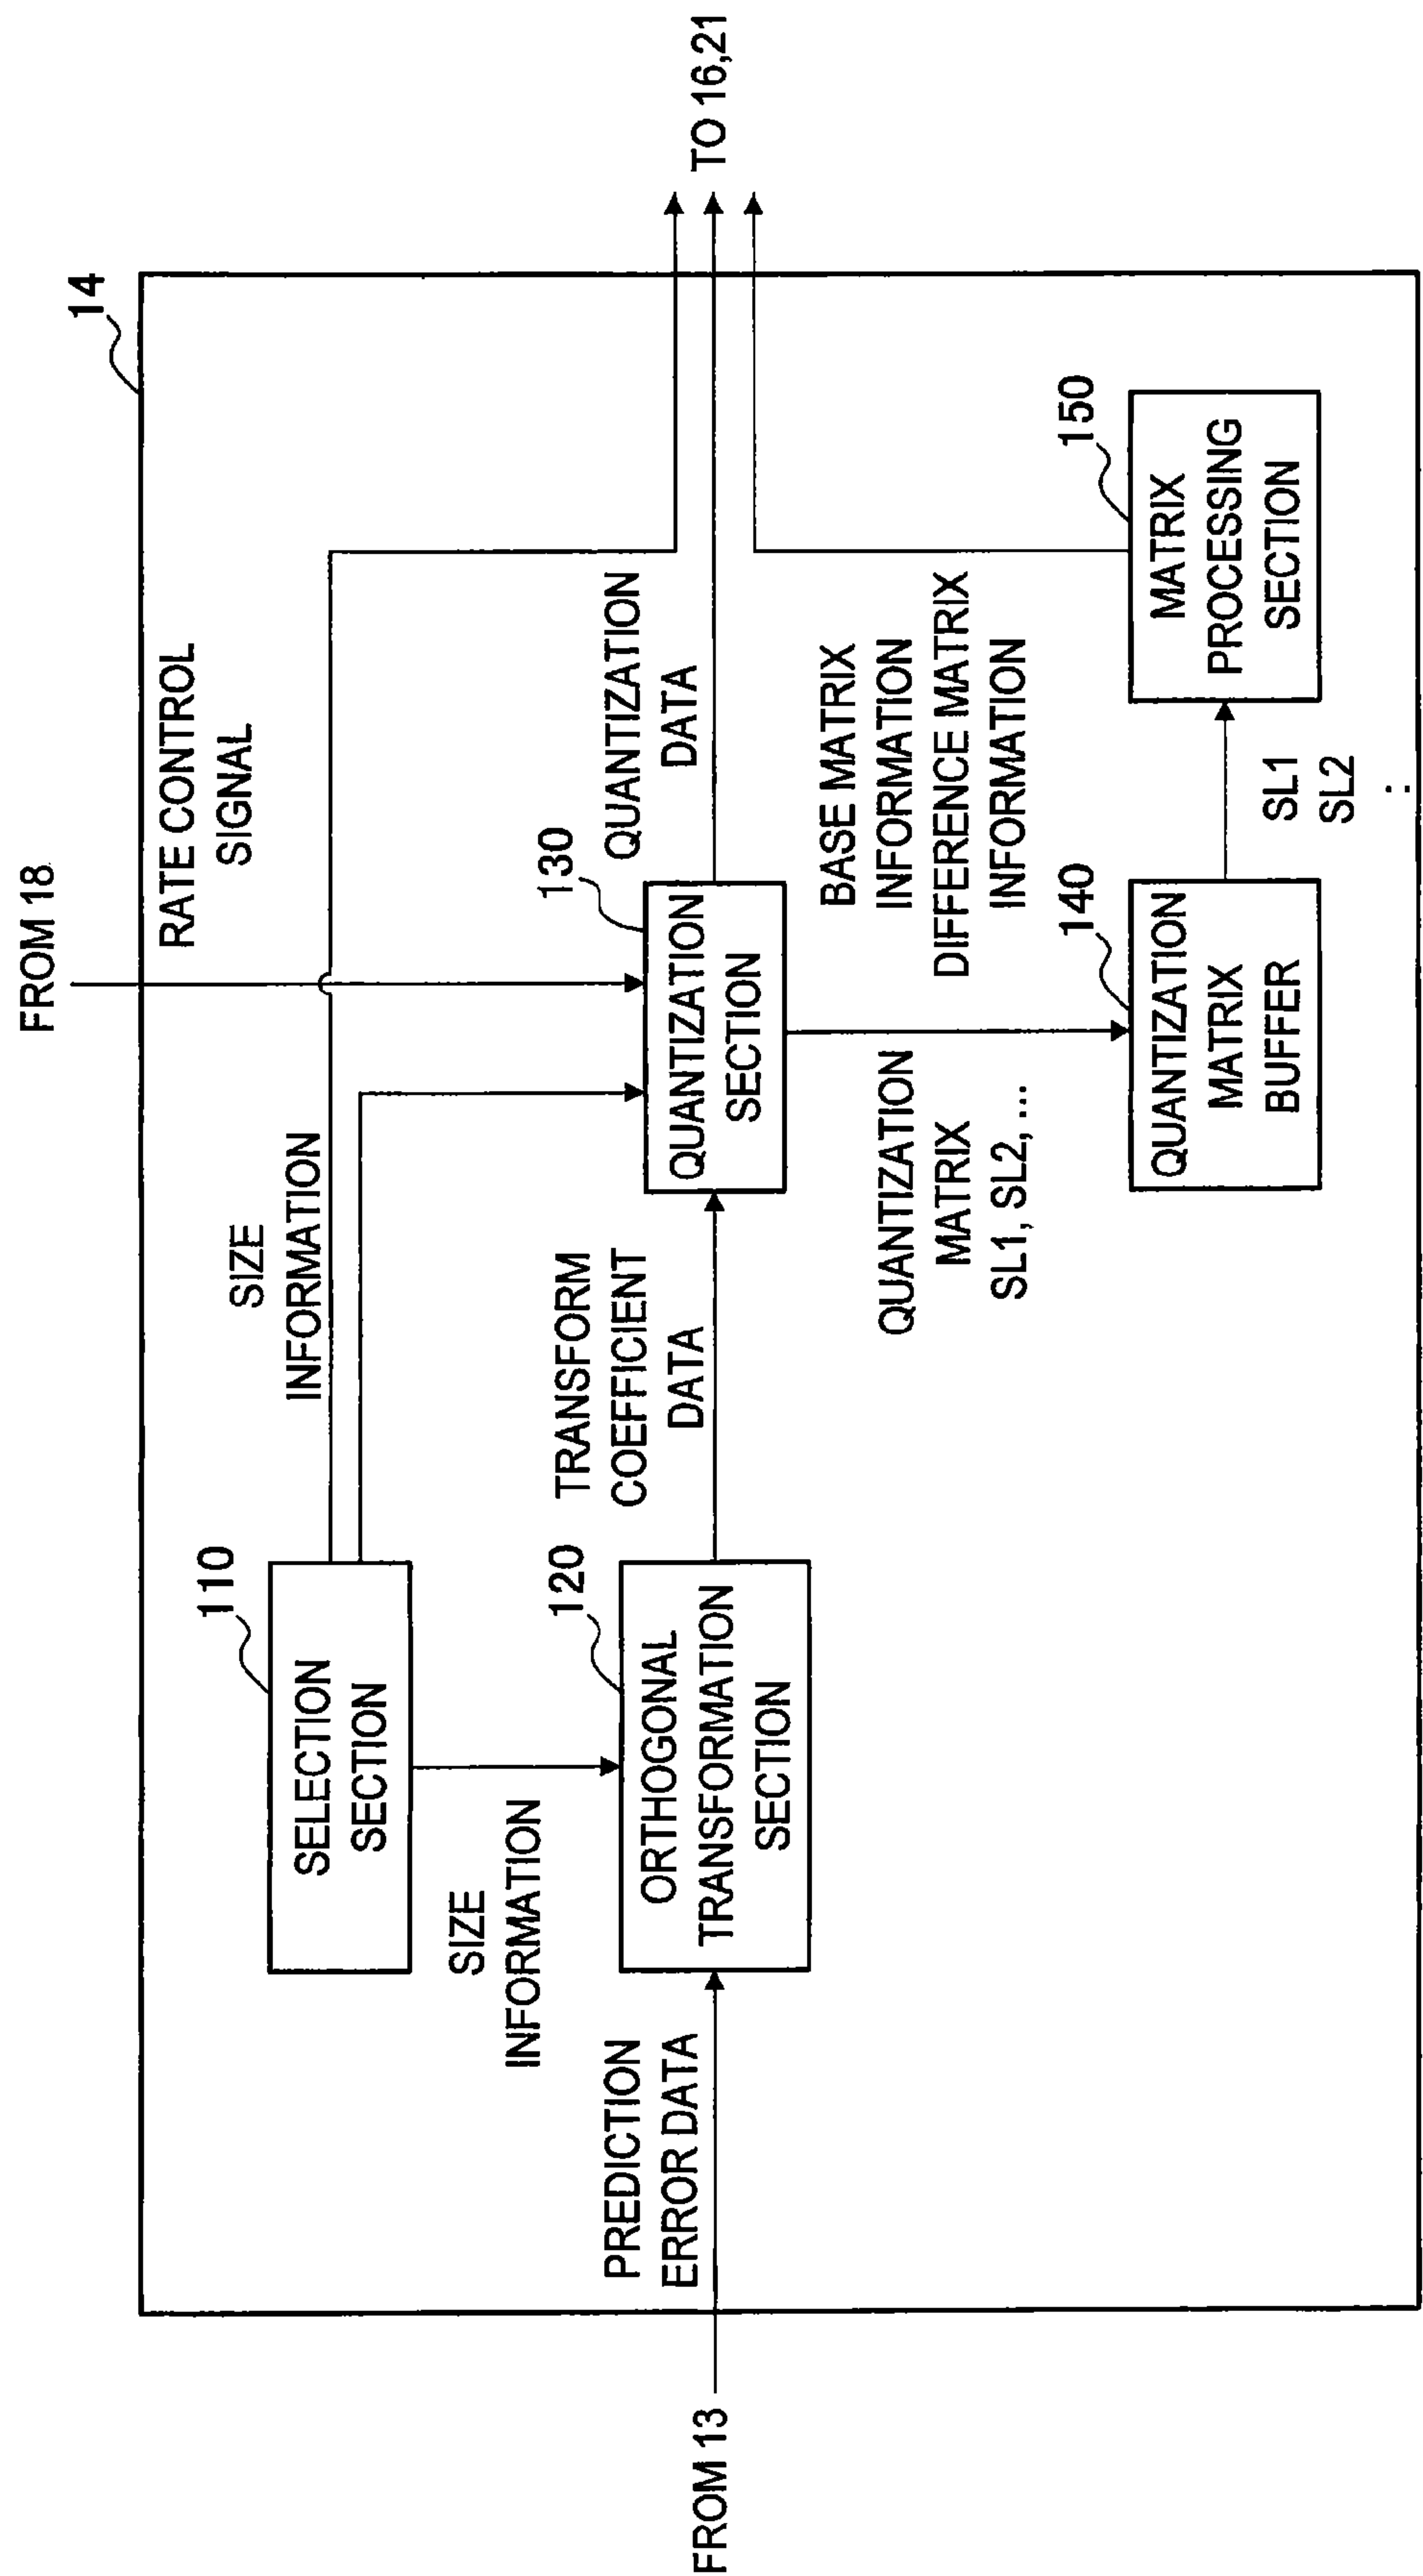 FROM 18
14
RATE CONTROL
SIGNAL
SIZE
INFORMATION
110
SELECTION
SECTION
SIZE
INFORMATION
FROM 13
PREDICTION
ERROR DATA
120
ORTHOGONAL
TRANSFORMATION
SECTION
TRANSFORM
COEFFICIENT
DATA
130
QUANTIZATION
SECTION
QUANTIZATION
DATA
TO 16,21
QUANTIZATION
MATRIX
SL1, SL2, ...
BASE MATRIX
INFORMATION
DIFFERENCE MATRIX
INFORMATION
140
QUANTIZATION
MATRIX
BUFFER
SL1
SL2
:
150
MATRIX
PROCESSING
SECTION